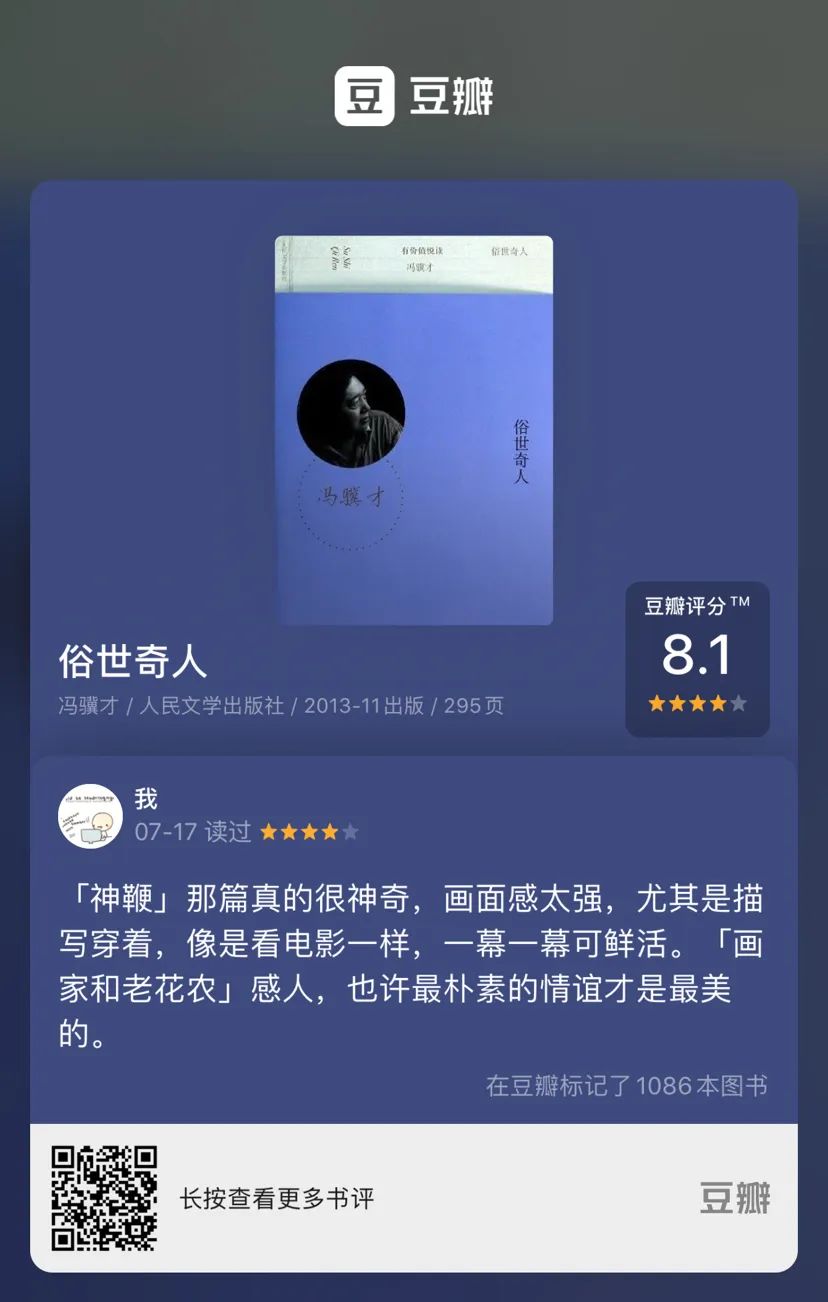 豆 豆瓣
Su Shi
Qi Ren
有价值悦读
冯骥才
俗世奇人
俗世奇人
冯骥才
豆瓣评分™
8.1
俗世奇人
冯骥才 / 人民文学出版社 / 2013-11出版 / 295页
我
07-17 读过
「神鞭」那篇真的很神奇，画面感太强，尤其是描
写穿着，像是看电影一样，一幕一幕可鲜活。「画
家和老花农」感人，也许最朴素的情谊才是最美
的。
在豆瓣标记了1086本图书
长按查看更多书评
豆瓣